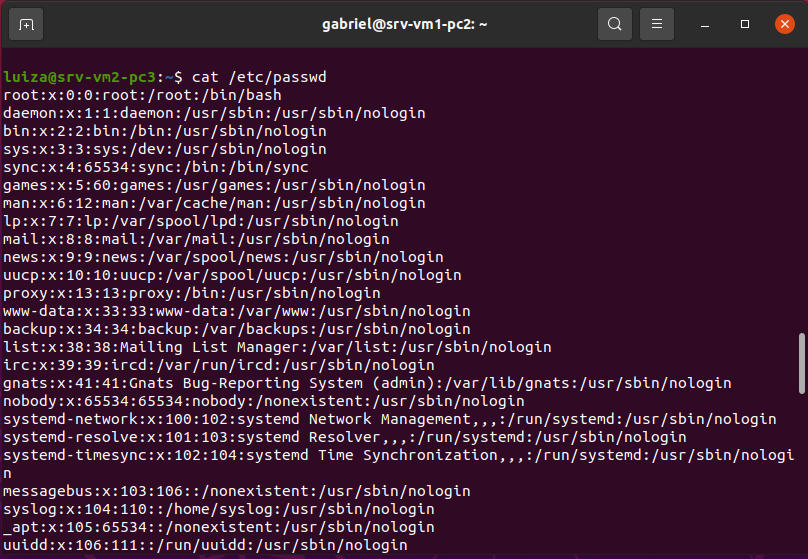 gabriel@srv-vm1-pc2: ~
luiza@srv-vm2-pc3:~$ cat /etc/passwd
root:x:0:0:root:/root:/bin/bash
daemon:x:1:1:daemon:/usr/sbin:/usr/sbin/nologin
bin:x:2:2:bin:/bin:/usr/sbin/nologin
sys:x:3:3:sys:/dev:/usr/sbin/nologin
sync:x:4:65534:sync:/bin:/bin/sync
games:x:5:60:games:/usr/games:/usr/sbin/nologin
man:x:6:12:man:/var/cache/man:/usr/sbin/nologin
lp:x:7:7:lp:/var/spool/lpd:/usr/sbin/nologin
mail:x:8:8:mail:/var/mail:/usr/sbin/nologin
news:x:9:9:news:/var/spool/news:/usr/sbin/nologin
uucp:x:10:10:uucp:/var/spool/uucp:/usr/sbin/nologin
proxy:x:13:13:proxy:/bin:/usr/sbin/nologin
www-data:x:33:33:www-data:/var/www:/usr/sbin/nologin
backup:x:34:34:backup:/var/backups:/usr/sbin/nologin
list:x:38:38:Mailing List Manager:/var/list:/usr/sbin/nologin
irc:x:39:39:ircd:/var/run/ircd:/usr/sbin/nologin
gnats:x:41:41:Gnats Bug-Reporting System (admin):/var/lib/gnats:/usr/sbin/nologin
nobody:x:65534:65534:nobody:/nonexistent:/usr/sbin/nologin
systemd-network:x:100:102:systemd Network Management,,,:/run/systemd:/usr/sbin/nologin
systemd-resolve:x:101:103:systemd Resolver,,,:/run/systemd:/usr/sbin/nologin
systemd-timesync:x:102:104:systemd Time Synchronization,,,:/run/systemd:/usr/sbin/nologi
n
messagebus:x:103:106::/nonexistent:/usr/sbin/nologin
syslog:x:104:110::/home/syslog:/usr/sbin/nologin
_apt:x:105:65534::/nonexistent:/usr/sbin/nologin
uuidd:x:106:111::/run/uuidd:/usr/sbin/nologin